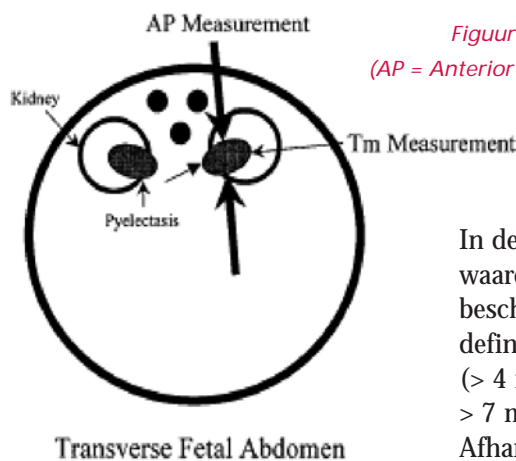 AP Measurement
Figuur
(AP = Anterior
Kidney
Tm Measurement
Pyelectasis
In de
waard
besch
defin
(> 4
> 7 m
Afhar
Transverse Fetal Abdomen